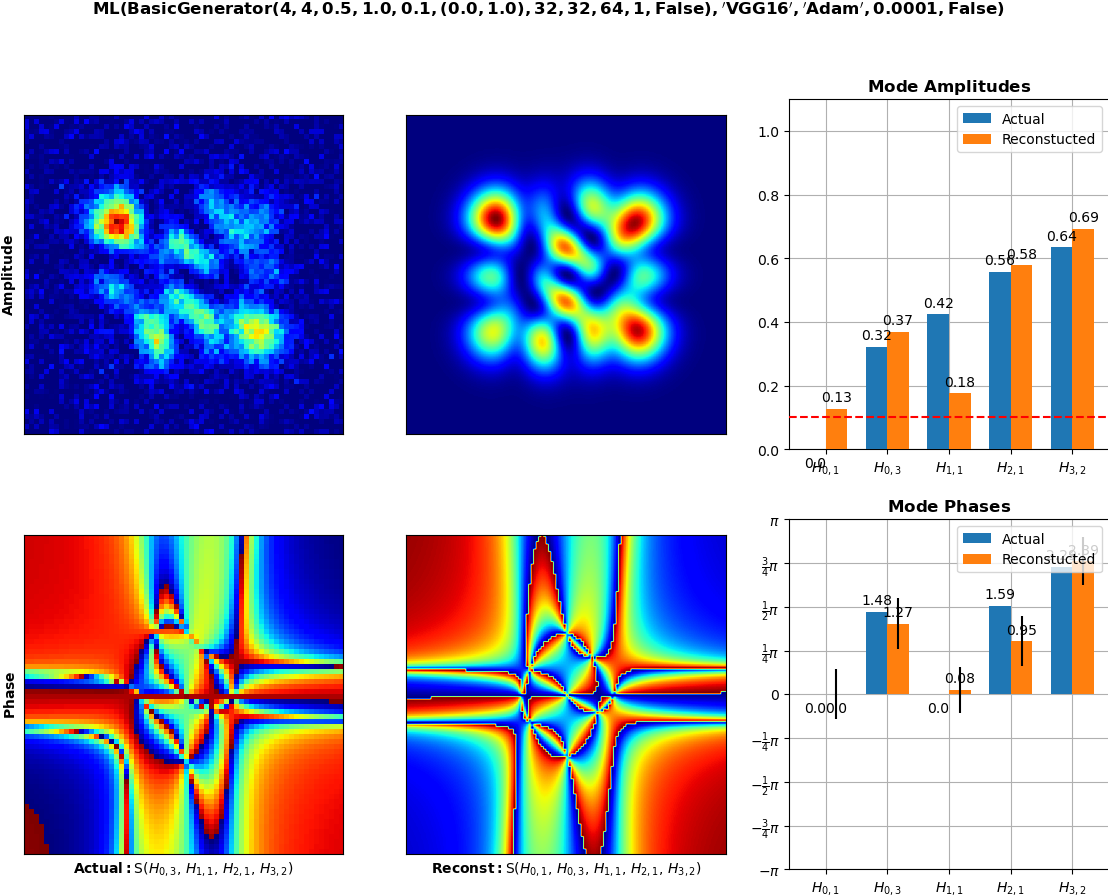 ML(BasicGenerator(4, 4, 0.5, 1.0, 0.1, (0.0, 1.0), 32, 32, 64, 1, False), ′VGG16′, ′Adam′, 0.0001, False)
Mode Amplitudes
Actual
Reconstucted
1.0
0.8
0.6
0.4
0.2
0.0
0.0
0.13
0.32
0.37
0.42
0.18
0.56
0.58
0.64
0.69
H0,1
H0,3
H1,1
H2,1
H3,2
Amplitude
Mode Phases
Actual
Reconstucted
π
3/4π
1/2π
1/4π
0
−1/4π
−1/2π
−3/4π
−π
1.48
1.27
0.0
0.08
1.59
0.95
H0,1
H0,3
H1,1
H2,1
H3,2
Phase
Actual: S(H0,3, H1,1, H2,1, H3,2)
Reconst: S(H0,1, H0,3, H1,1, H2,1, H3,2)